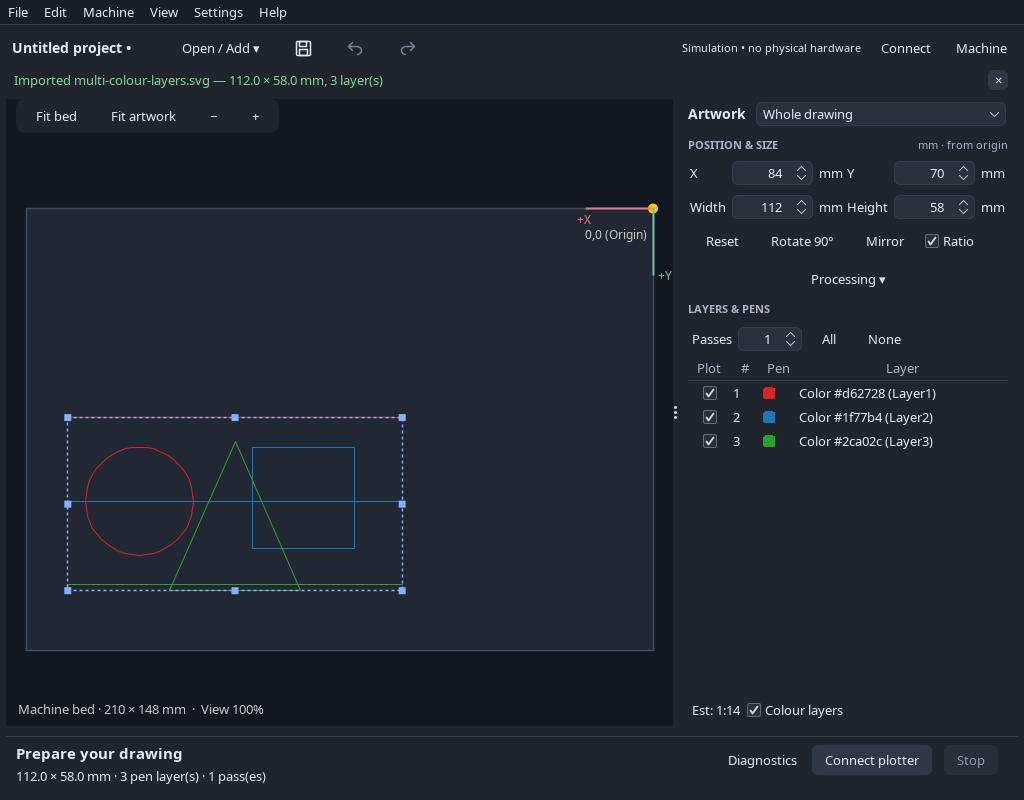 File Edit Machine View Settings Help
Untitled project • Open / Add ▾ Simulation • no physical hardware Connect Machine
Imported multi-colour-layers.svg — 112.0 × 58.0 mm, 3 layer(s) ×
Fit bed Fit artwork − +
+X
0,0 (Origin)
+Y
Machine bed · 210 × 148 mm · View 100%
Artwork Whole drawing
POSITION & SIZE mm · from origin
X 84 mm Y 70 mm
Width 112 mm Height 58 mm
Reset Rotate 90° Mirror Ratio
Processing ▾
LAYERS & PENS
Passes 1 All None
Plot # Pen Layer
1 Color #d62728 (Layer1)
2 Color #1f77b4 (Layer2)
3 Color #2ca02c (Layer3)
Est: 1:14 Colour layers
Prepare your drawing
112.0 × 58.0 mm · 3 pen layer(s) · 1 pass(es)
Diagnostics Connect plotter Stop